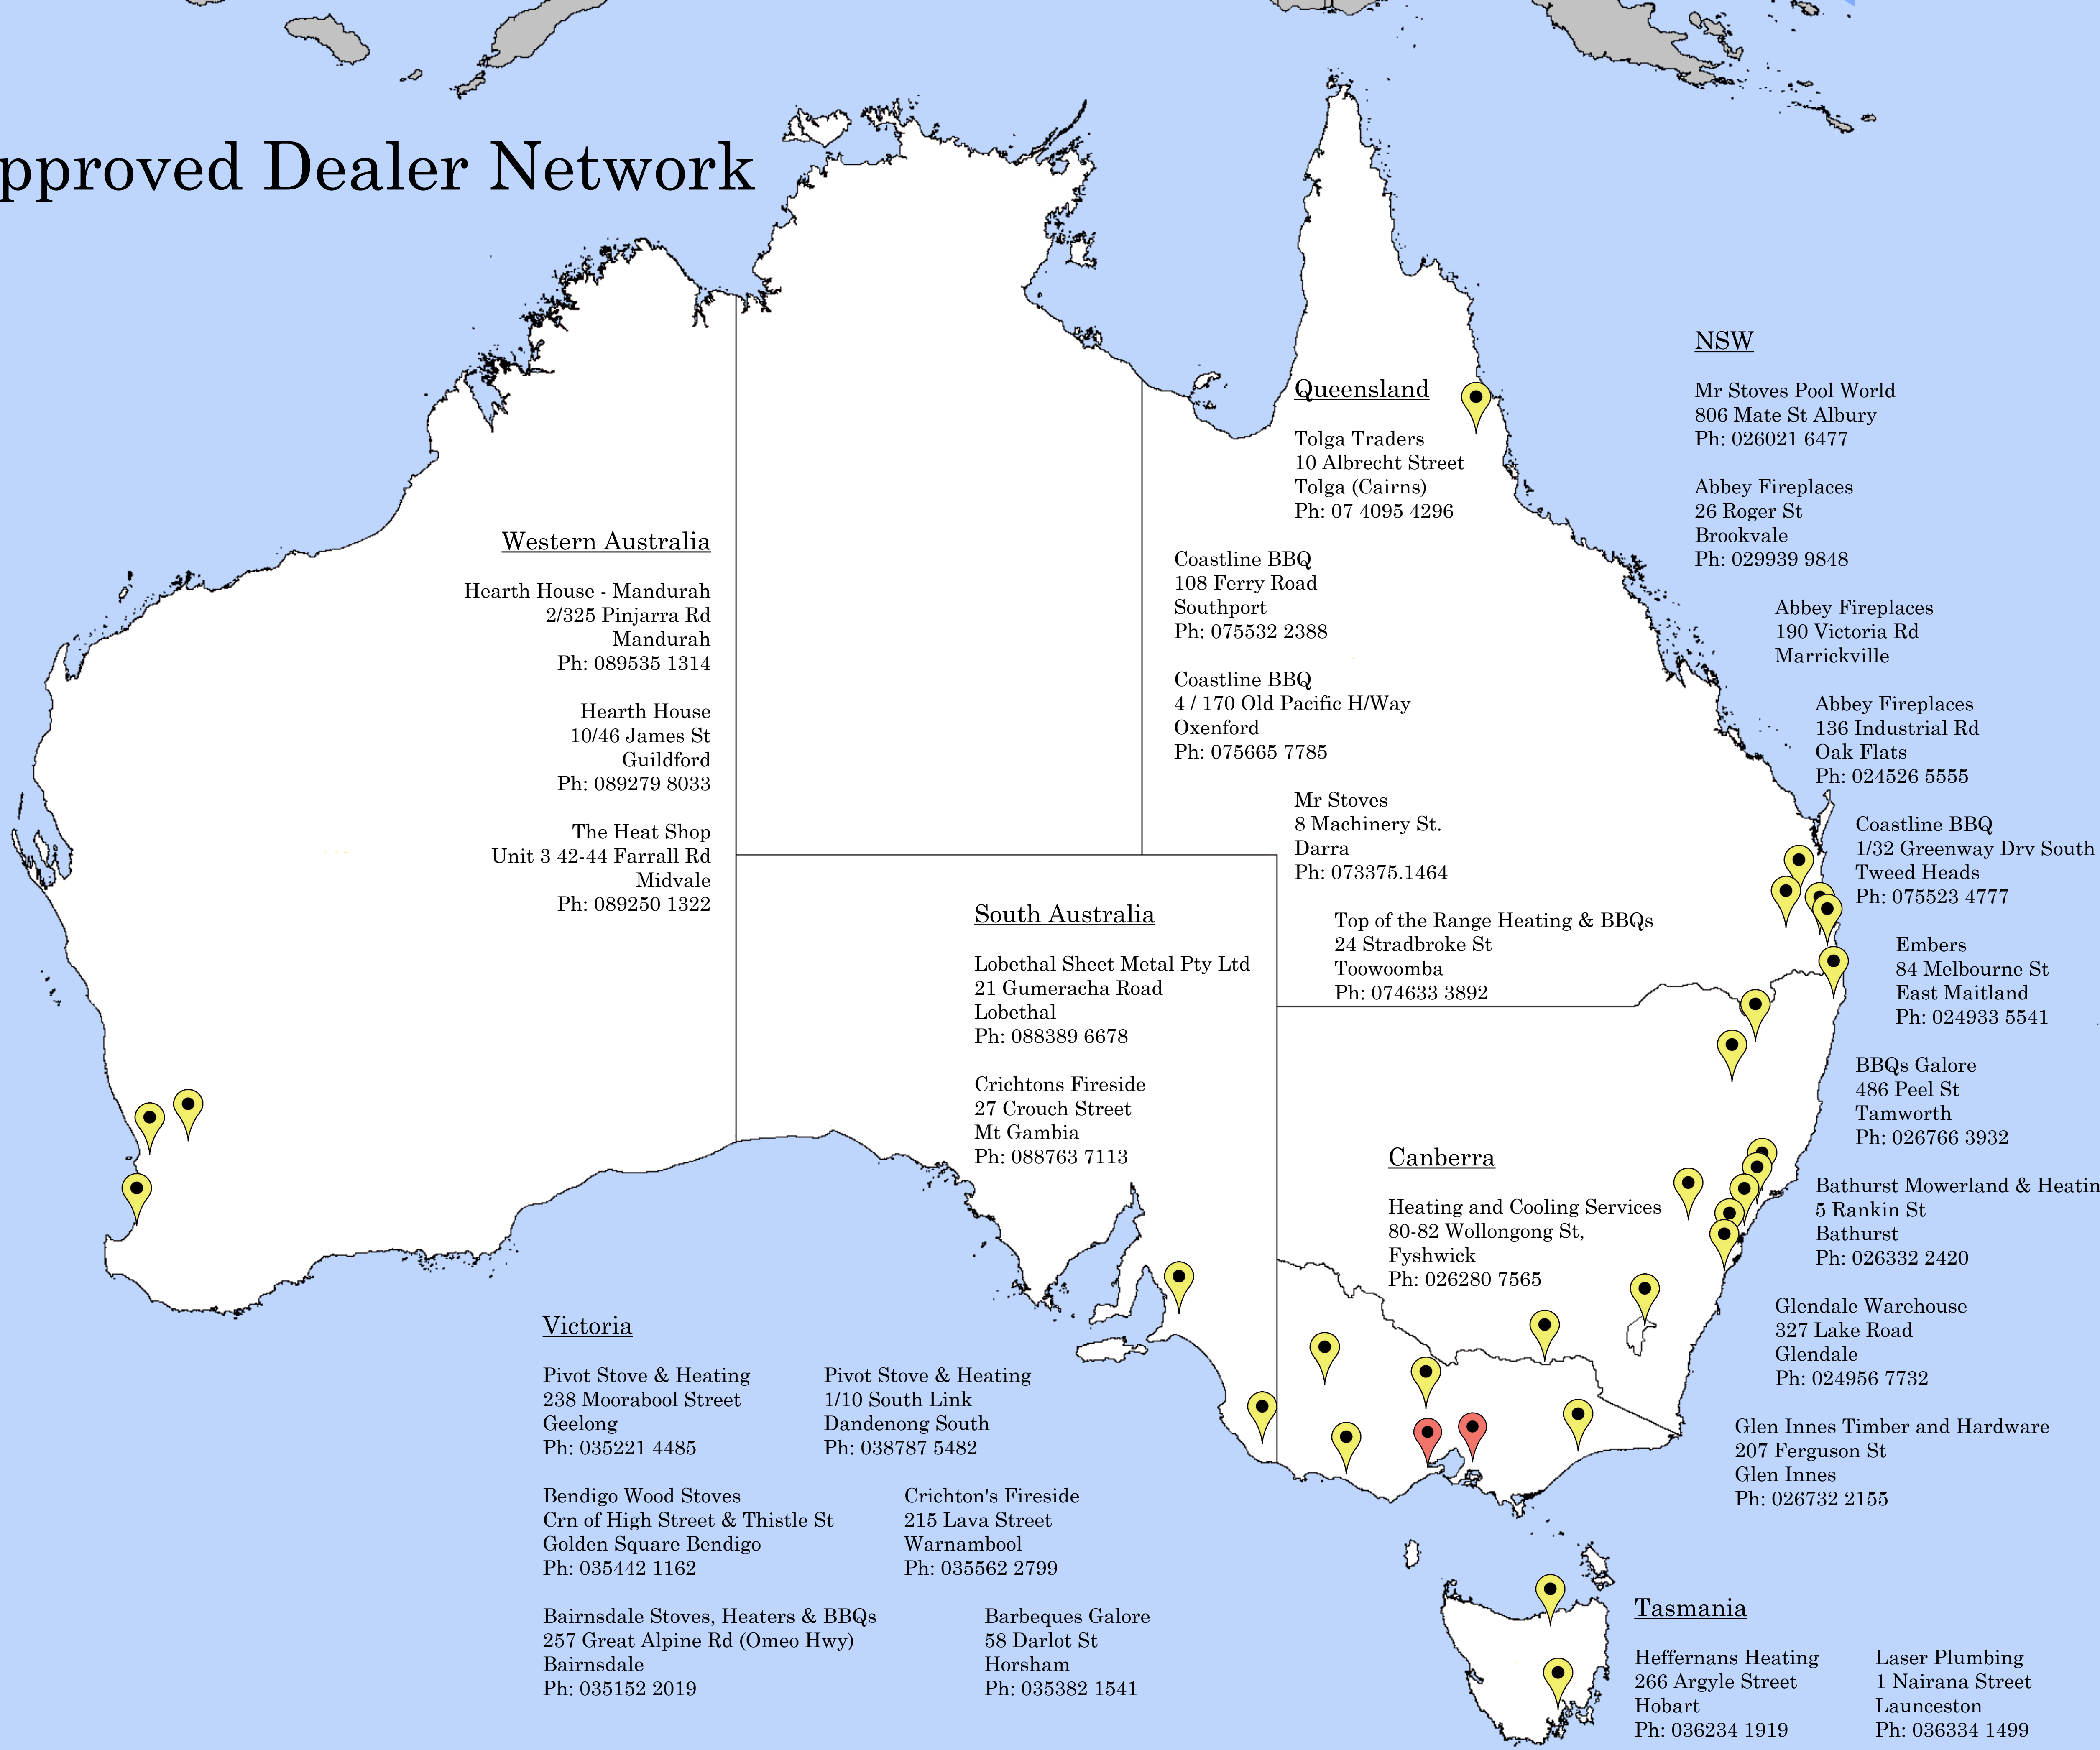 pproved Dealer Network
NSW
Mr Stoves Pool World
806 Mate St Albury
Ph: 026021 6477
Abbey Fireplaces
26 Roger St
Brookvale
Ph: 029939 9848
Abbey Fireplaces
190 Victoria Rd
Marrickville
Abbey Fireplaces
136 Industrial Rd
Oak Flats
Ph: 024526 5555
Coastline BBQ
1/32 Greenway Drv South
Tweed Heads
Ph: 075523 4777
Embers
84 Melbourne St
East Maitland
Ph: 024933 5541
BBQs Galore
486 Peel St
Tamworth
Ph: 026766 3932
Bathurst Mowerland & Heatin
5 Rankin St
Bathurst
Ph: 026332 2420
Glendale Warehouse
327 Lake Road
Glendale
Ph: 024956 7732
Glen Innes Timber and Hardware
207 Ferguson St
Glen Innes
Ph: 026732 2155
Queensland
Tolga Traders
10 Albrecht Street
Tolga (Cairns)
Ph: 07 4095 4296
Coastline BBQ
108 Ferry Road
Southport
Ph: 075532 2388
Coastline BBQ
4 / 170 Old Pacific H/Way
Oxenford
Ph: 075665 7785
Mr Stoves
8 Machinery St.
Darra
Ph: 073375.1464
Top of the Range Heating & BBQs
24 Stradbroke St
Toowoomba
Ph: 074633 3892
Western Australia
Hearth House - Mandurah
2/325 Pinjarra Rd
Mandurah
Ph: 089535 1314
Hearth House
10/46 James St
Guildford
Ph: 089279 8033
The Heat Shop
Unit 3 42-44 Farrall Rd
Midvale
Ph: 089250 1322
South Australia
Lobethal Sheet Metal Pty Ltd
21 Gumeracha Road
Lobethal
Ph: 088389 6678
Crichtons Fireside
27 Crouch Street
Mt Gambia
Ph: 088763 7113
Canberra
Heating and Cooling Services
80-82 Wollongong St,
Fyshwick
Ph: 026280 7565
Victoria
Pivot Stove & Heating
238 Moorabool Street
Geelong
Ph: 035221 4485
Pivot Stove & Heating
1/10 South Link
Dandenong South
Ph: 038787 5482
Bendigo Wood Stoves
Crn of High Street & Thistle St
Golden Square Bendigo
Ph: 035442 1162
Crichton's Fireside
215 Lava Street
Warnambool
Ph: 035562 2799
Bairnsdale Stoves, Heaters & BBQs
257 Great Alpine Rd (Omeo Hwy)
Bairnsdale
Ph: 035152 2019
Barbeques Galore
58 Darlot St
Horsham
Ph: 035382 1541
Tasmania
Heffernans Heating
266 Argyle Street
Hobart
Ph: 036234 1919
Laser Plumbing
1 Nairana Street
Launceston
Ph: 036334 1499